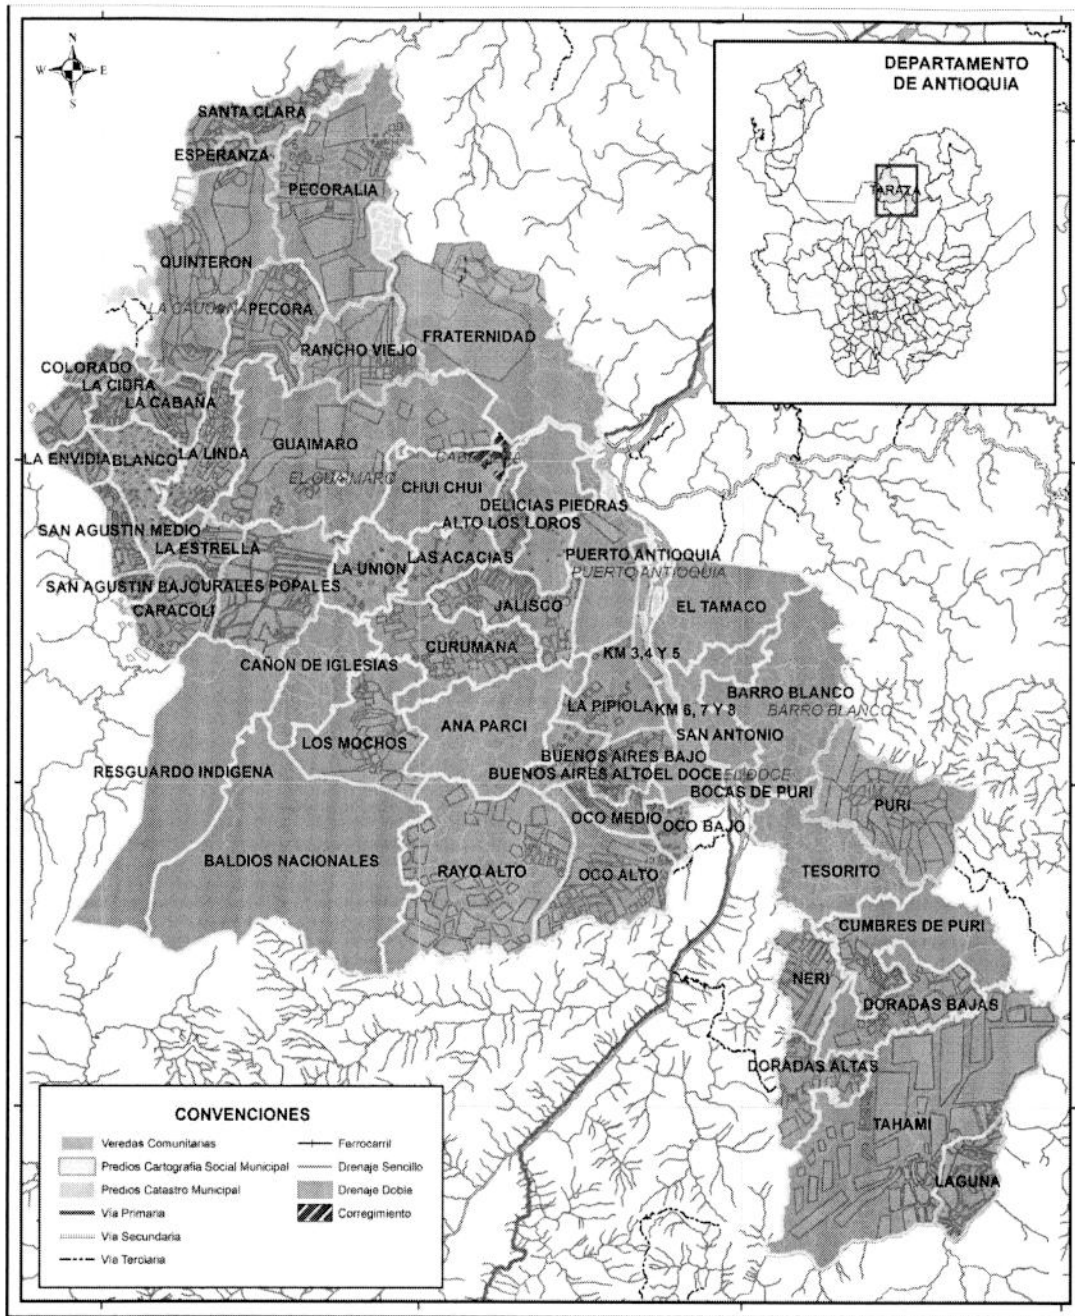 N
W E
S
DEPARTAMENTO
DE ANTIOQUIA
TARAZA
SANTA CLARA
ESPERANZA
PECORALIA
QUINTERON
PECORA
FRATERNIDAD
RANCHO VIEJO
COLORADO
LA CIDRA
LA CABAÑA
GUAIMARO
LA LINDA
LA ENVIDIA
BLANCO
EL GUAIMARO
CHUI CHUI
DELICIAS PIEDRAS
ALTO LOS LOROS
SAN AGUSTIN MEDIO
LA ESTRELLA
LA UNION
LAS ACACIAS
PUERTO ANTIOQUIA
PUERTO ANTIOQUIA
SAN AGUSTIN BAJO
URALES POPALES
CARACOLI
JALISCO
EL TAMACO
CURUMANA
KM 3,4 Y 5
CAÑON DE IGLESIAS
BARRO BLANCO
BARRO BLANCO
LA PIPIOLA
KM 6, 7 Y 8
ANA PARCI
SAN ANTONIO
LOS MOCHOS
BUENOS AIRES BAJO
RESGUARDO INDIGENA
BUENOS AIRES ALTO
EL DOCE
EL DOCE
BOCAS DE PURI
PURI
OCO MEDIO
OCO BAJO
BALDIOS NACIONALES
RAYO ALTO
OCO ALTO
TESORITO
CUMBRES DE PURI
NERI
DORADAS BAJAS
DORADAS ALTAS
TAHAMI
LAGUNA
CONVENCIONES
Veredas Comunitarias
Predios Cartografia Social Municipal
Predios Catastro Municipal
Via Primaria
Via Secundaria
Via Terciaria
Ferrocarril
Drenaje Sencillo
Drenaje Doble
Corregimiento